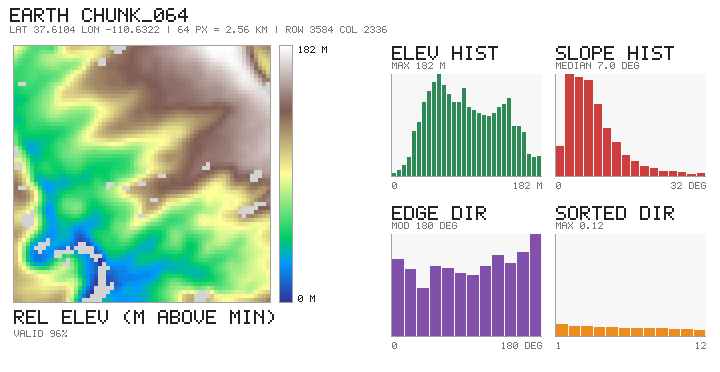 EARTH CHUNK_064
LAT 37.6104 LON -110.6322 | 64 PX = 2.56 KM | ROW 3584 COL 2336
182 M
0 M
REL ELEV (M ABOVE MIN)
VALID 96%
ELEV HIST
MAX 182 M
0 182 M
SLOPE HIST
MEDIAN 7.0 DEG
0 32 DEG
EDGE DIR
MOD 180 DEG
0 180 DEG
SORTED DIR
MAX 0.12
1 12